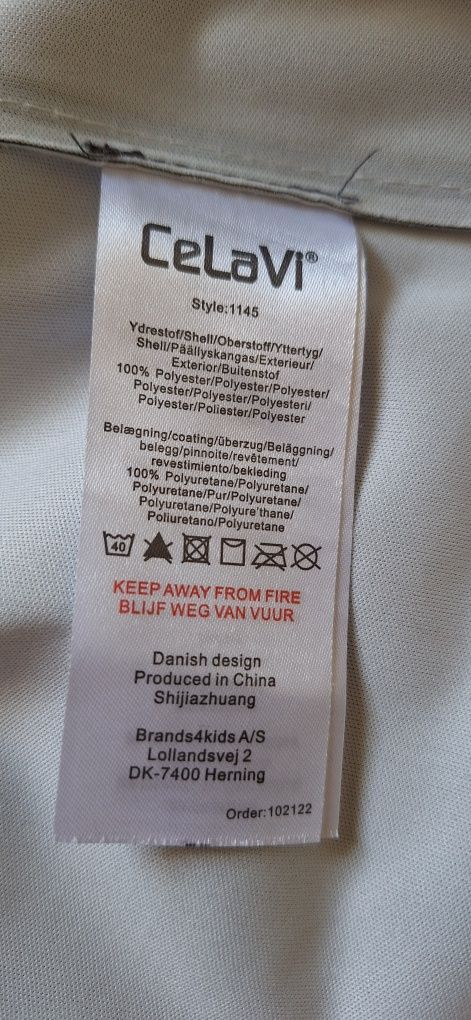 CeLaVi®
Style:1145
Ydrestof/Shell/Oberstoff/Yttertyg/
Shell/Päällyskangas/Exterieur/
Exterior/Buitenstof
100% Polyester/Polyester/Polyester/
Polyester/Polyester/Polyesteri/
Polyester/Poliester/Polyester
Belægning/coating/überzug/Beläggning/
belegg/pinnoite/revêtement/
revestimiento/bekleding
100% Polyuretane/Polyuretane/
Polyuretane/Pur/Polyuretane/
Polyuretane/Polyure'thane/
Poliuretano/Polyuretane
40
KEEP AWAY FROM FIRE
BLIJF WEG VAN VUUR
Danish design
Produced in China
Shijiazhuang
Brands4kids A/S
Lollandsvej 2
DK-7400 Herning
Order:102122